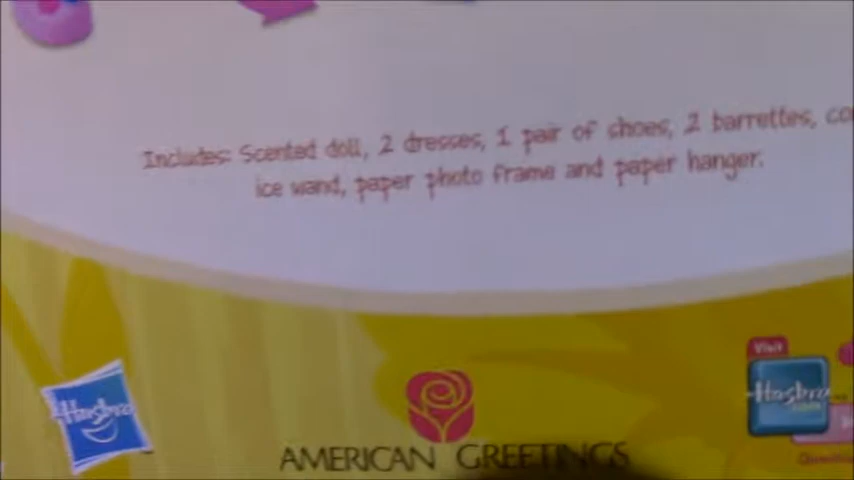 Includes: Scented doll, 2 dresses, 1 pair of shoes, 2 barrettes,
ice wand, paper photo frame and paper hanger.
Visit
Hasbro
Hasbro
.com
AMERICAN GREETINGS